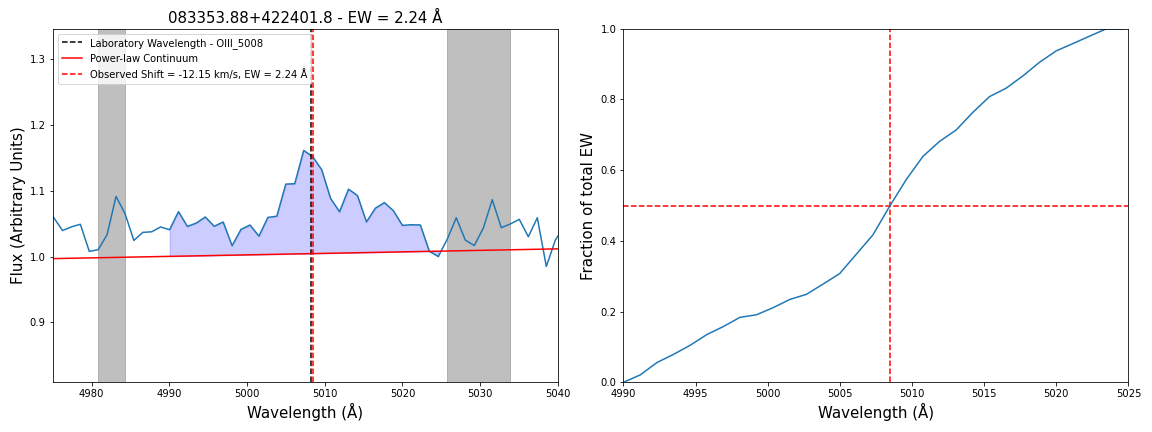 083353.88+422401.8 - EW = 2.24 Å
Laboratory Wavelength - OIII_5008
Power-law Continuum
Observed Shift = -12.15 km/s, EW = 2.24 Å
Flux (Arbitrary Units)
1.3
1.2
1.1
1.0
0.9
4980 4990 5000 5010 5020 5030 5040
Wavelength (Å)
Fraction of total EW
1.0
0.8
0.6
0.4
0.2
0.0
4990 4995 5000 5005 5010 5015 5020 5025
Wavelength (Å)